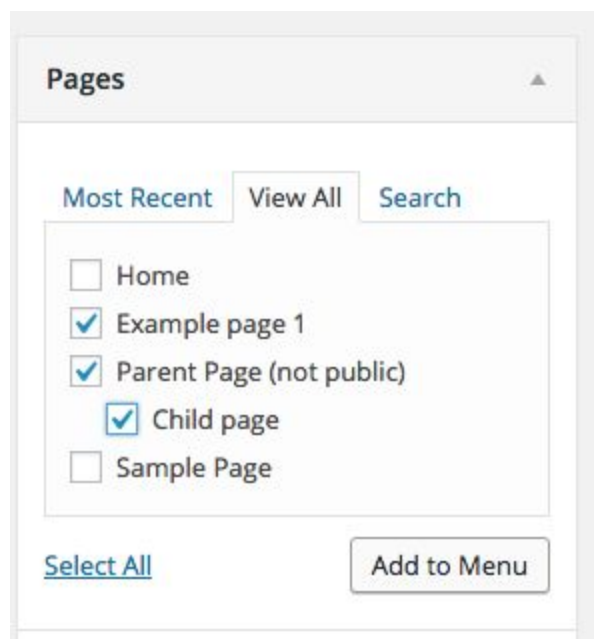 Pages
Most Recent View All Search
Home
Example page 1
Parent Page (not public)
Child page
Sample Page
Select All Add to Menu